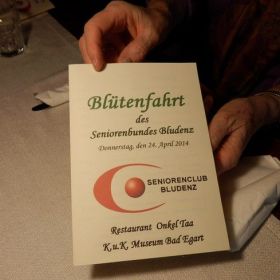 Blütenfahrt
des
Seniorenbundes Bludenz
Donnerstag, den 24. April 2014
SENIORENCLUB
BLUDENZ
Restaurant Onkel Taa
K.u.K. Museum Bad Egart